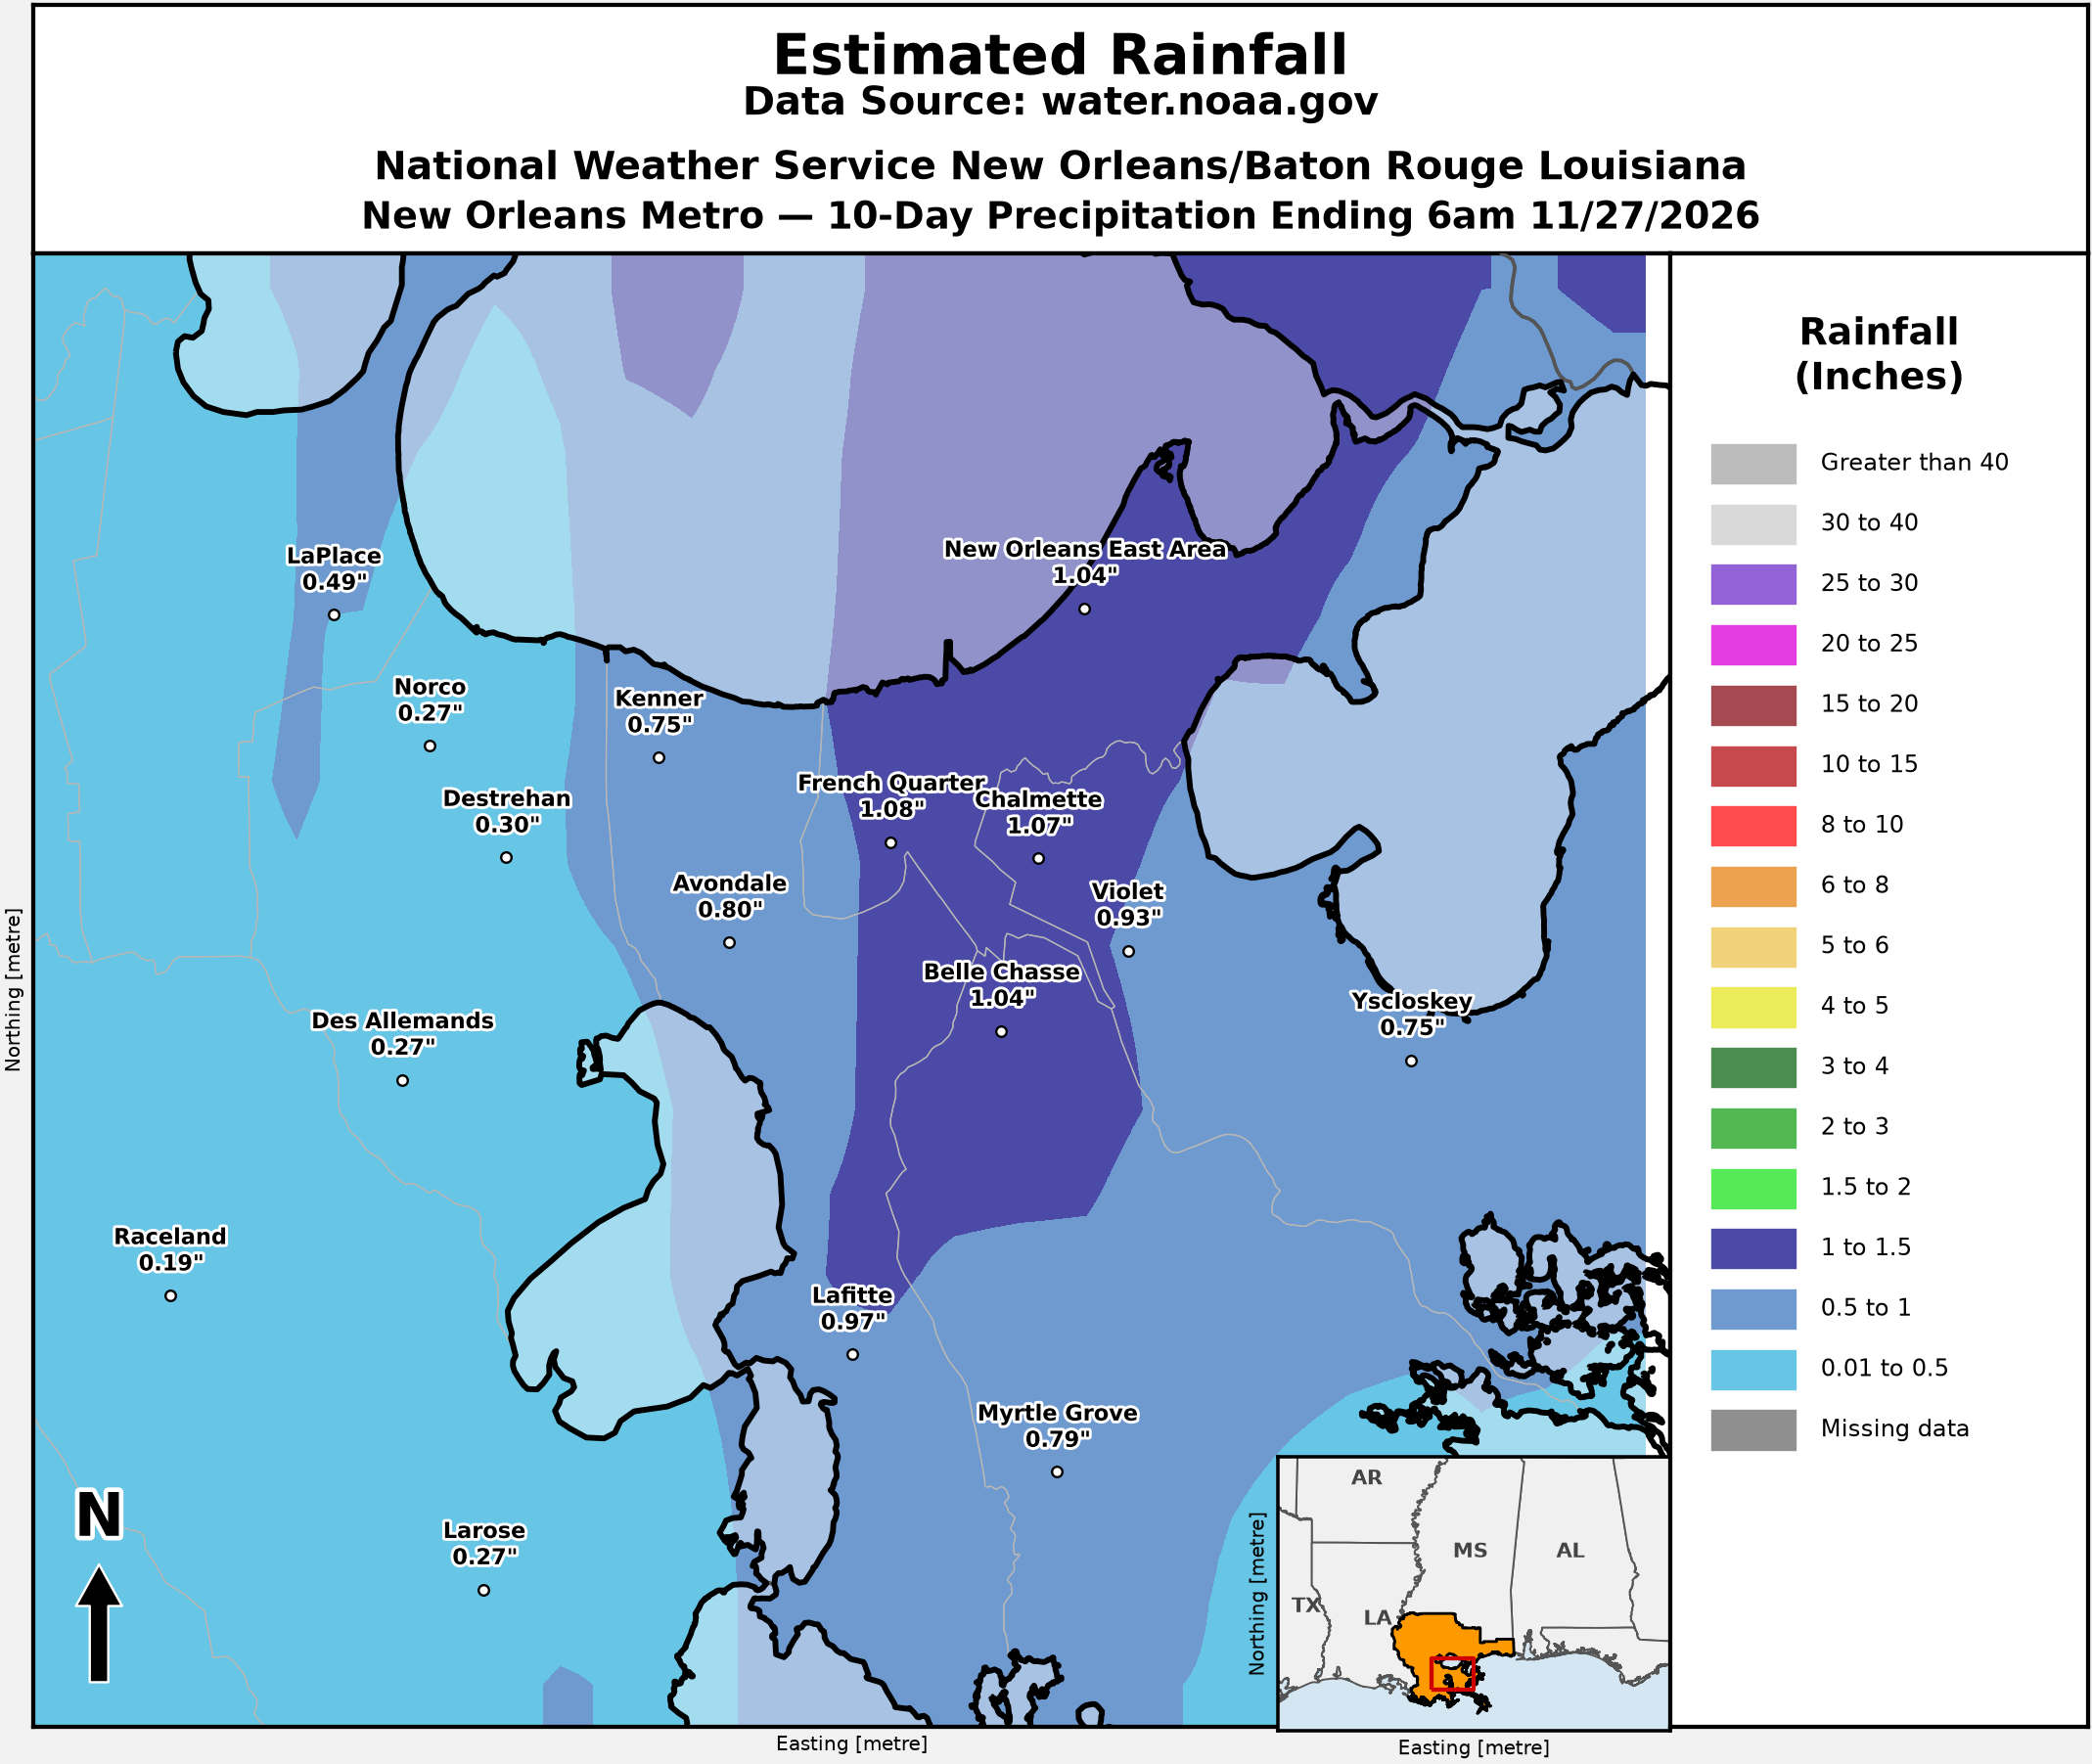 Estimated Rainfall
Data Source: water.noaa.gov
National Weather Service New Orleans/Baton Rouge Louisiana
New Orleans Metro — 10-Day Precipitation Ending 6am 11/27/2026
Rainfall
(Inches)
Greater than 40
30 to 40
25 to 30
20 to 25
15 to 20
10 to 15
8 to 10
6 to 8
5 to 6
4 to 5
3 to 4
2 to 3
1.5 to 2
1 to 1.5
0.5 to 1
0.01 to 0.5
Missing data
New Orleans East Area
1.04"
LaPlace
0.49"
Norco
0.27"
Kenner
0.75"
French Quarter
1.08"
Destrehan
0.30"
Chalmette
1.07"
Avondale
0.80"
Violet
0.93"
Belle Chasse
1.04"
Yscloskey
0.75"
Des Allemands
0.27"
Raceland
0.19"
Lafitte
0.97"
Myrtle Grove
0.79"
Larose
0.27"
N
AR
MS
AL
TX
LA
Northing [metre]
Easting [metre]
Northing [metre]
Easting [metre]